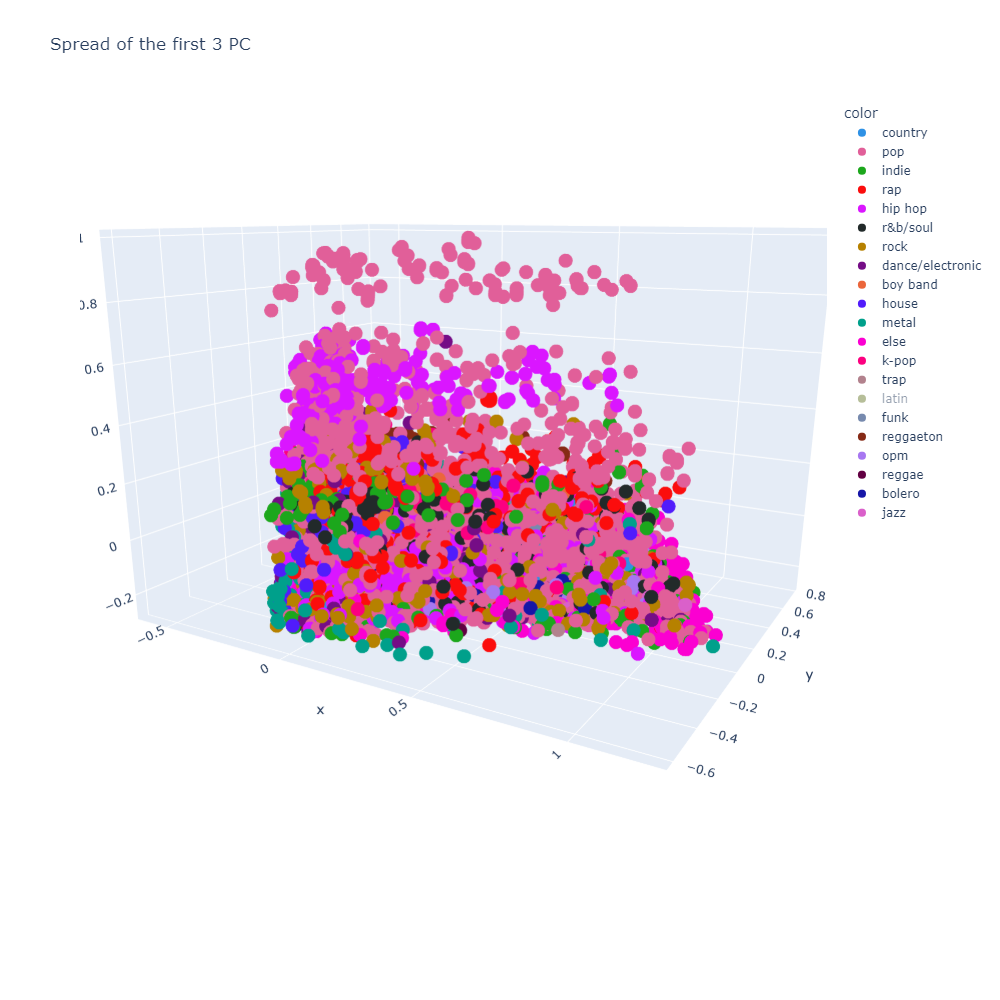 Spread of the first 3 PC
color
country
pop
indie
rap
hip hop
r&b/soul
rock
dance/electronic
boy band
house
metal
else
k-pop
trap
latin
funk
reggaeton
opm
reggae
bolero
jazz
1
0.8
0.6
0.4
0.2
0
−0.2
−0.5
0
0.5
1
x
0.8
0.6
0.4
0.2
0
−0.2
−0.4
−0.6
y